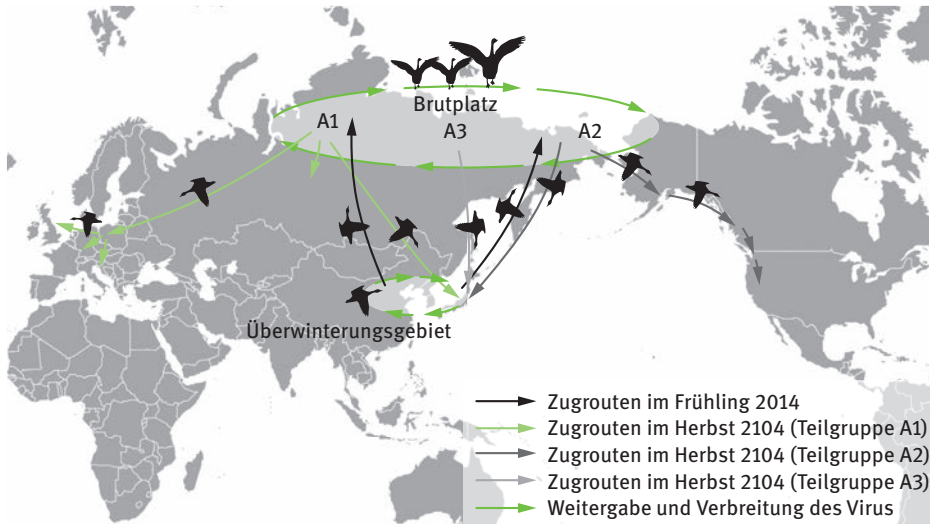 Brutplatz
A1
A3
A2
Überwinterungsgebiet
Zugrouten im Frühling 2014
Zugrouten im Herbst 2104 (Teilgruppe A1)
Zugrouten im Herbst 2104 (Teilgruppe A2)
Zugrouten im Herbst 2104 (Teilgruppe A3)
Weitergabe und Verbreitung des Virus